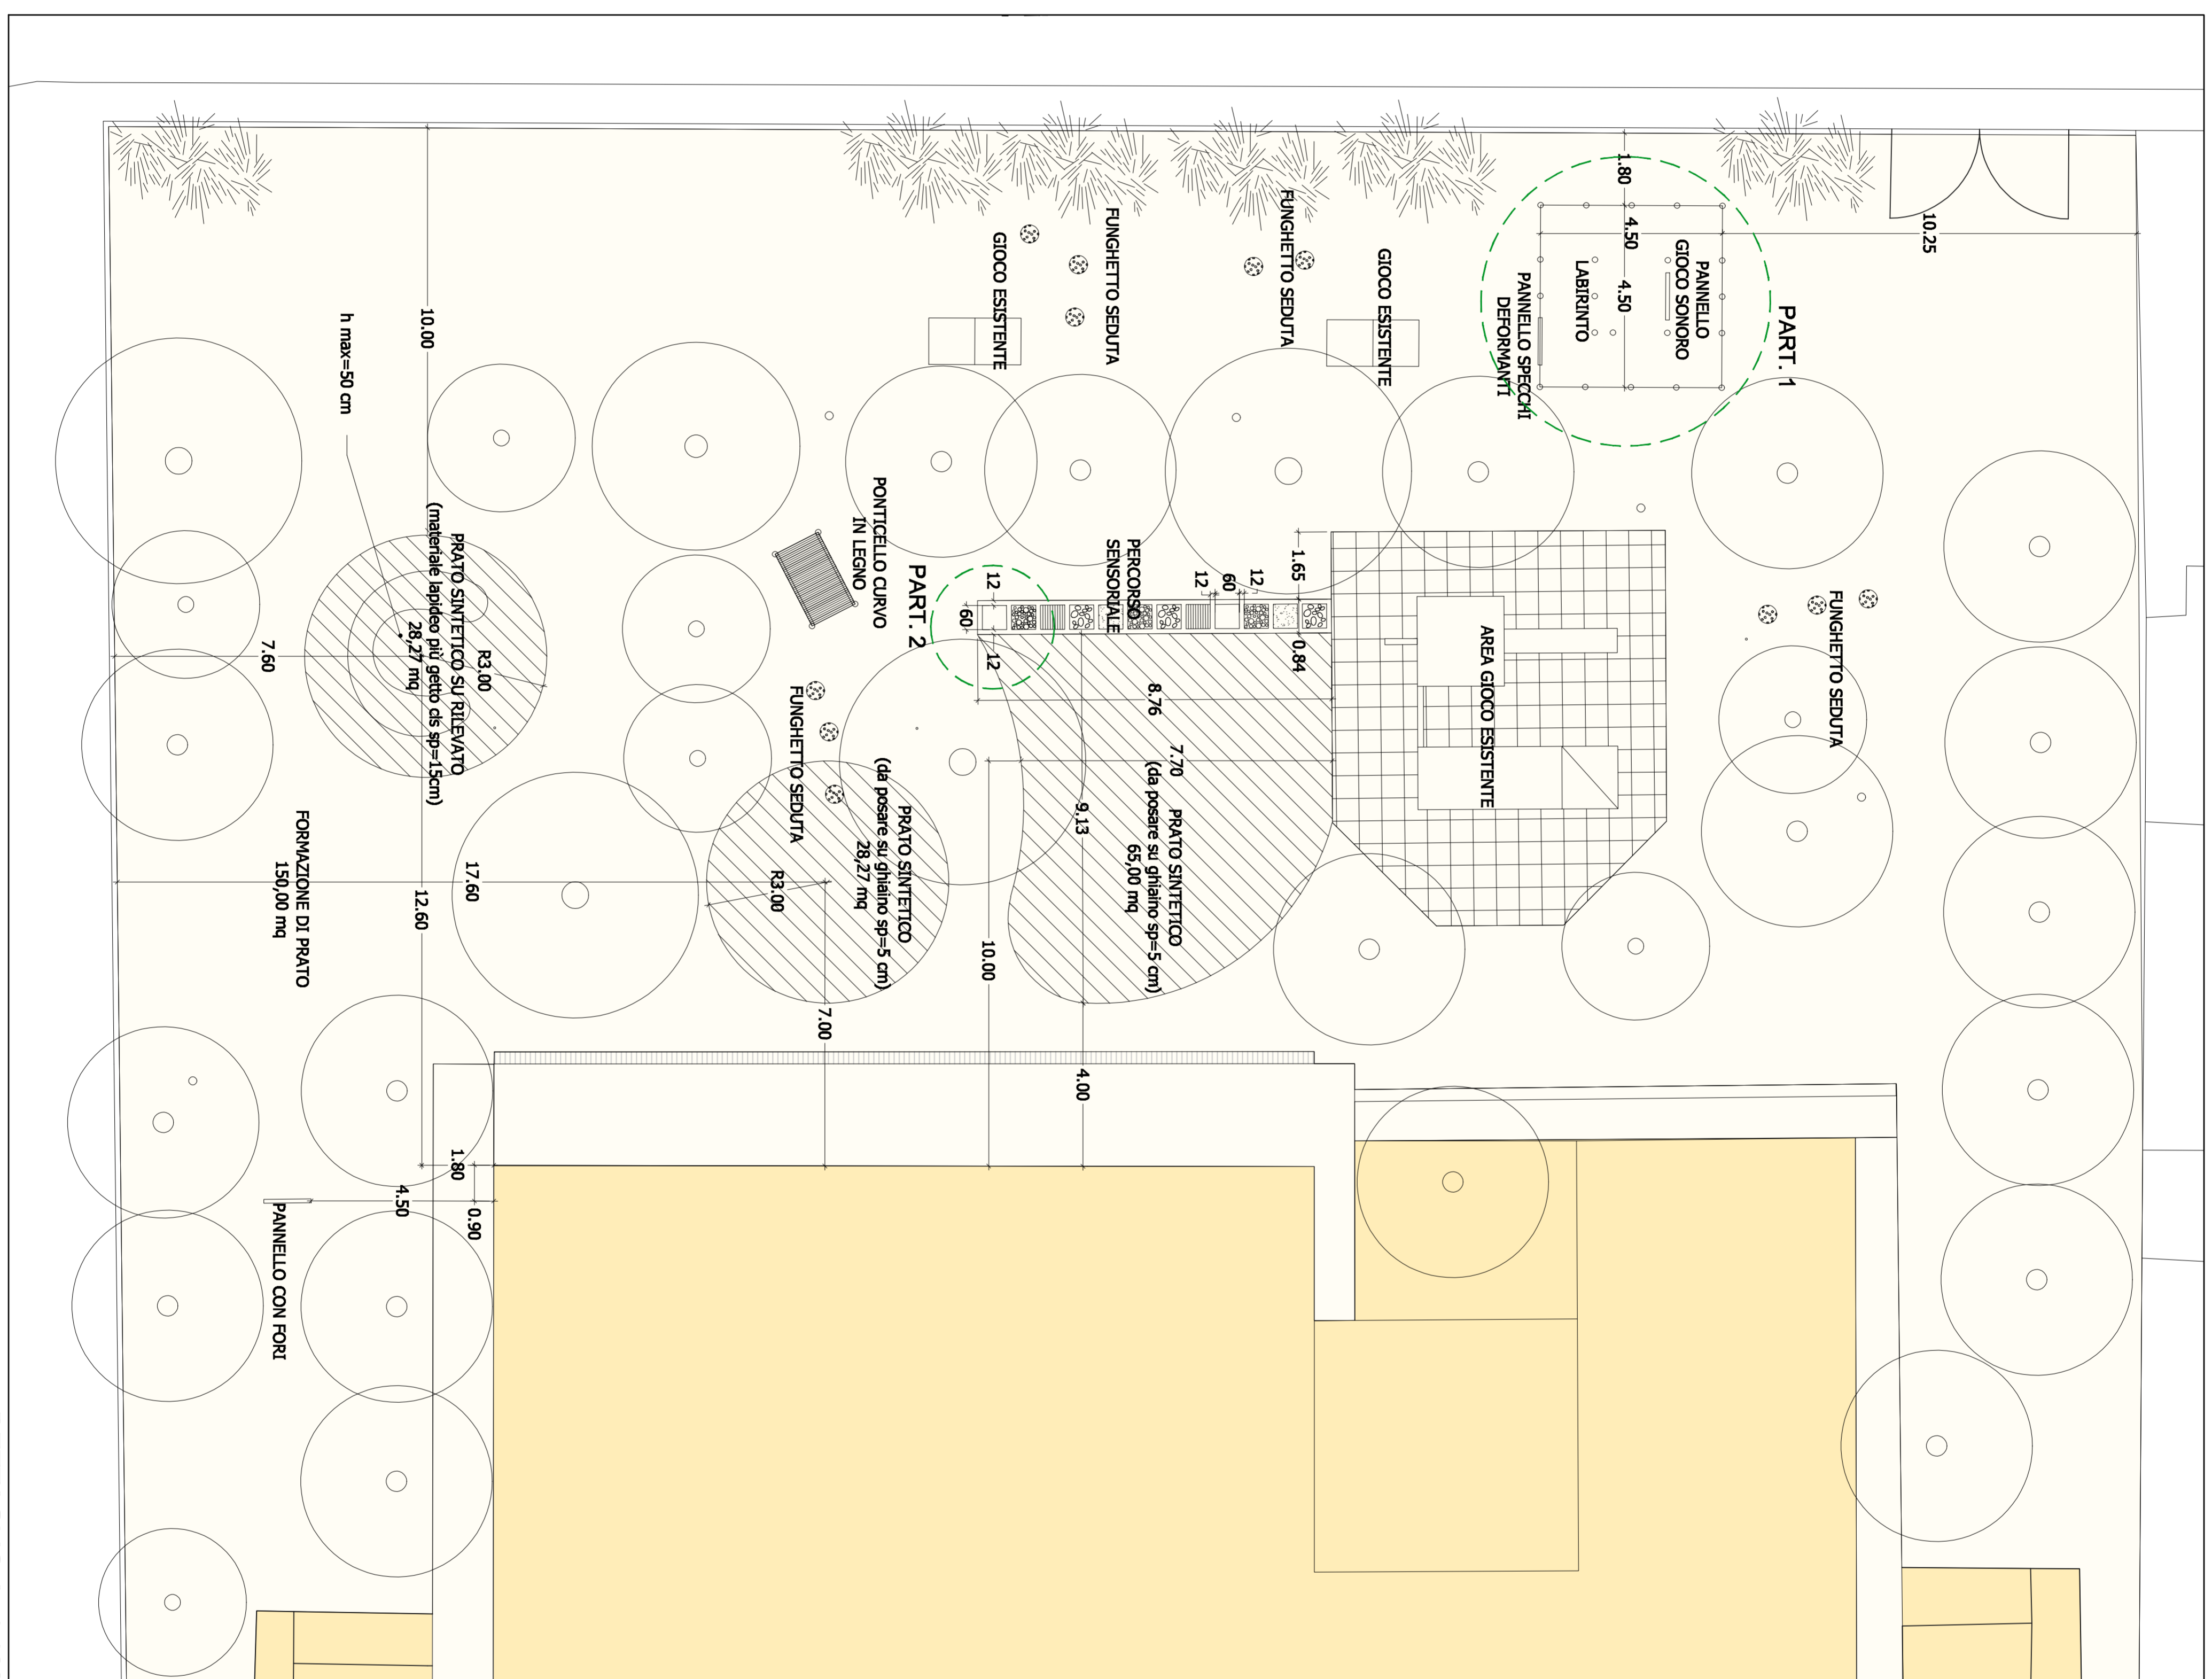 1.80
10.25
4.50
4.50
PANNELLO
GIOCO SONORO
LABIRINTO
PANNELLO SPECCHI
DEFORMANTI
PART. 1
GIOCO ESISTENTE
FUNGHETTO SEDUTA
FUNGHETTO SEDUTA
GIOCO ESISTENTE
10.00
h max=50 cm
PONTICELLO CURVO
IN LEGNO
PART. 2
12
60
12
PERCORSO
SENSORIALE
12
60
12
1.65
0.84
AREA GIOCO ESISTENTE
FUNGHETTO SEDUTA
PRATO SINTETICO SU RILEVATO
(materiale lapideo più getto cls sp=15cm)
28,27 mq
R3.00
7.60
8.76
7.70
9.13
PRATO SINTETICO
(da posare su ghiaino sp=5 cm)
65,00 mq
FUNGHETTO SEDUTA
PRATO SINTETICO
(da posare su ghiaino sp=5 cm)
28,27 mq
R3.00
FORMAZIONE DI PRATO
150,00 mq
17.60
12.60
10.00
7.00
4.00
1.80
4.50
0.90
PANNELLO CON FORI